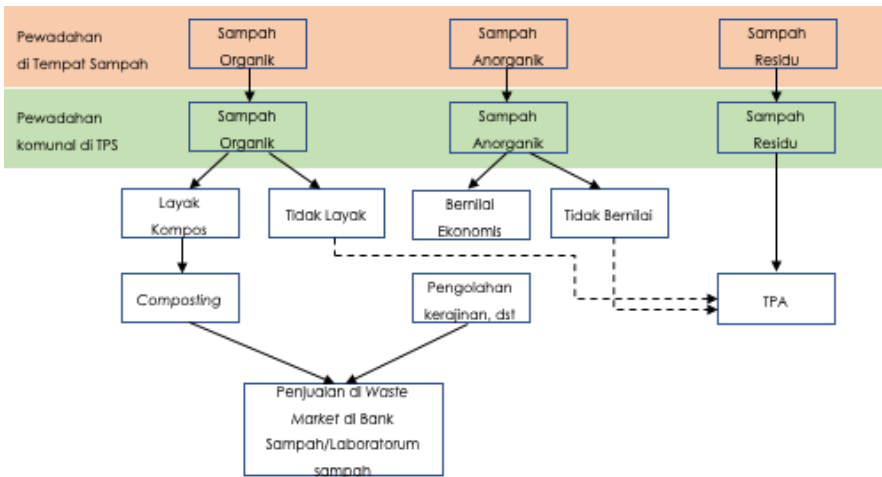 Pewadahan
di Tempat Sampah
Sampah
Organik
Sampah
Anorganik
Sampah
Residu
Pewadahan
komunal di TPS
Sampah
Organik
Sampah
Anorganik
Sampah
Residu
Layak
Kompos
Tidak Layak
Bernilai
Ekonomis
Tidak Bernilai
Composting
Pengolahan
kerajinan, dst
TPA
Penjualan di Waste
Market di Bank
Sampah/Laboratorum
sampah